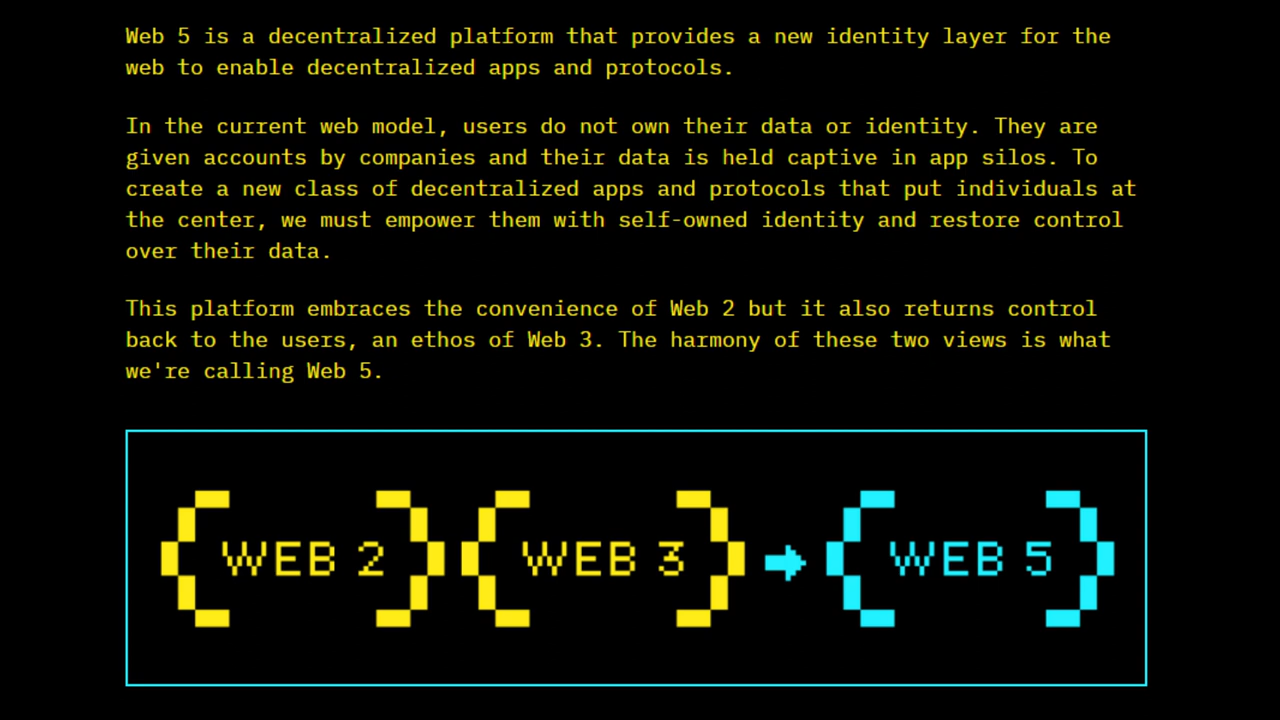 Web 5 is a decentralized platform that provides a new identity layer for the
web to enable decentralized apps and protocols.
In the current web model, users do not own their data or identity. They are
given accounts by companies and their data is held captive in app silos. To
create a new class of decentralized apps and protocols that put individuals at
the center, we must empower them with self-owned identity and restore control
over their data.
This platform embraces the convenience of Web 2 but it also returns control
back to the users, an ethos of Web 3. The harmony of these two views is what
we're calling Web 5.
(WEB 2) (WEB 3) → (WEB 5)